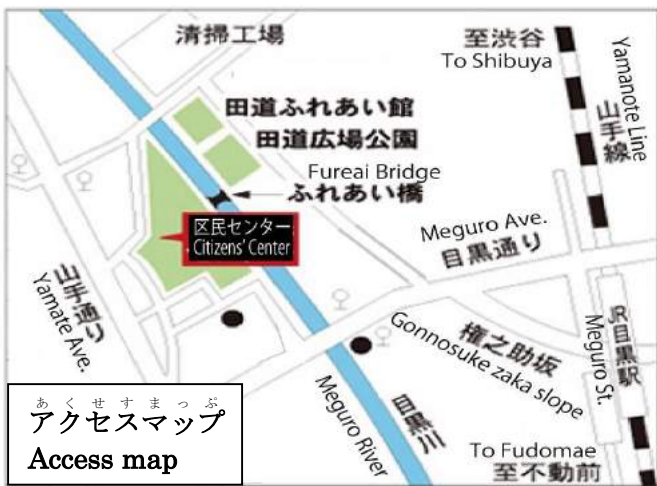 清掃工場
至渋谷
To Shibuya
Yamanote Line
山手線
田道ふれあい館
田道広場公園
Fureai Bridge
ふれあい橋
区民センター
Citizens' Center
Meguro Ave.
目黒通り
山手通り
Yamate Ave.
権之助坂
Gonnosuke zaka slope
JR目黒駅
Meguro St.
Meguro River
目黒川
To Fudomae
至不動前
あくせすまっぷ
アクセスマップ
Access map